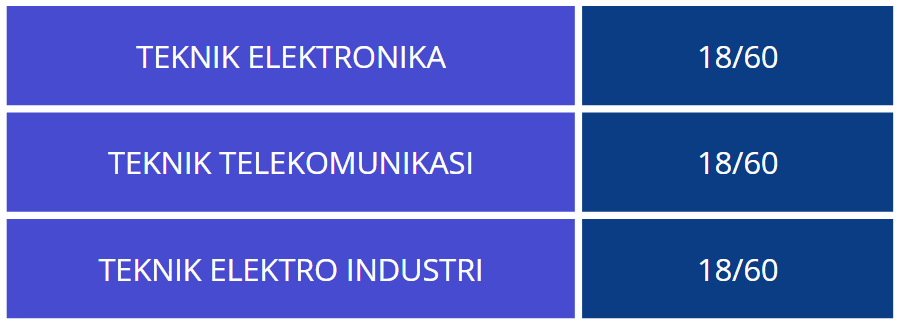 TEKNIK ELEKTRONIKA 18/60
TEKNIK TELEKOMUNIKASI 18/60
TEKNIK ELEKTRO INDUSTRI 18/60